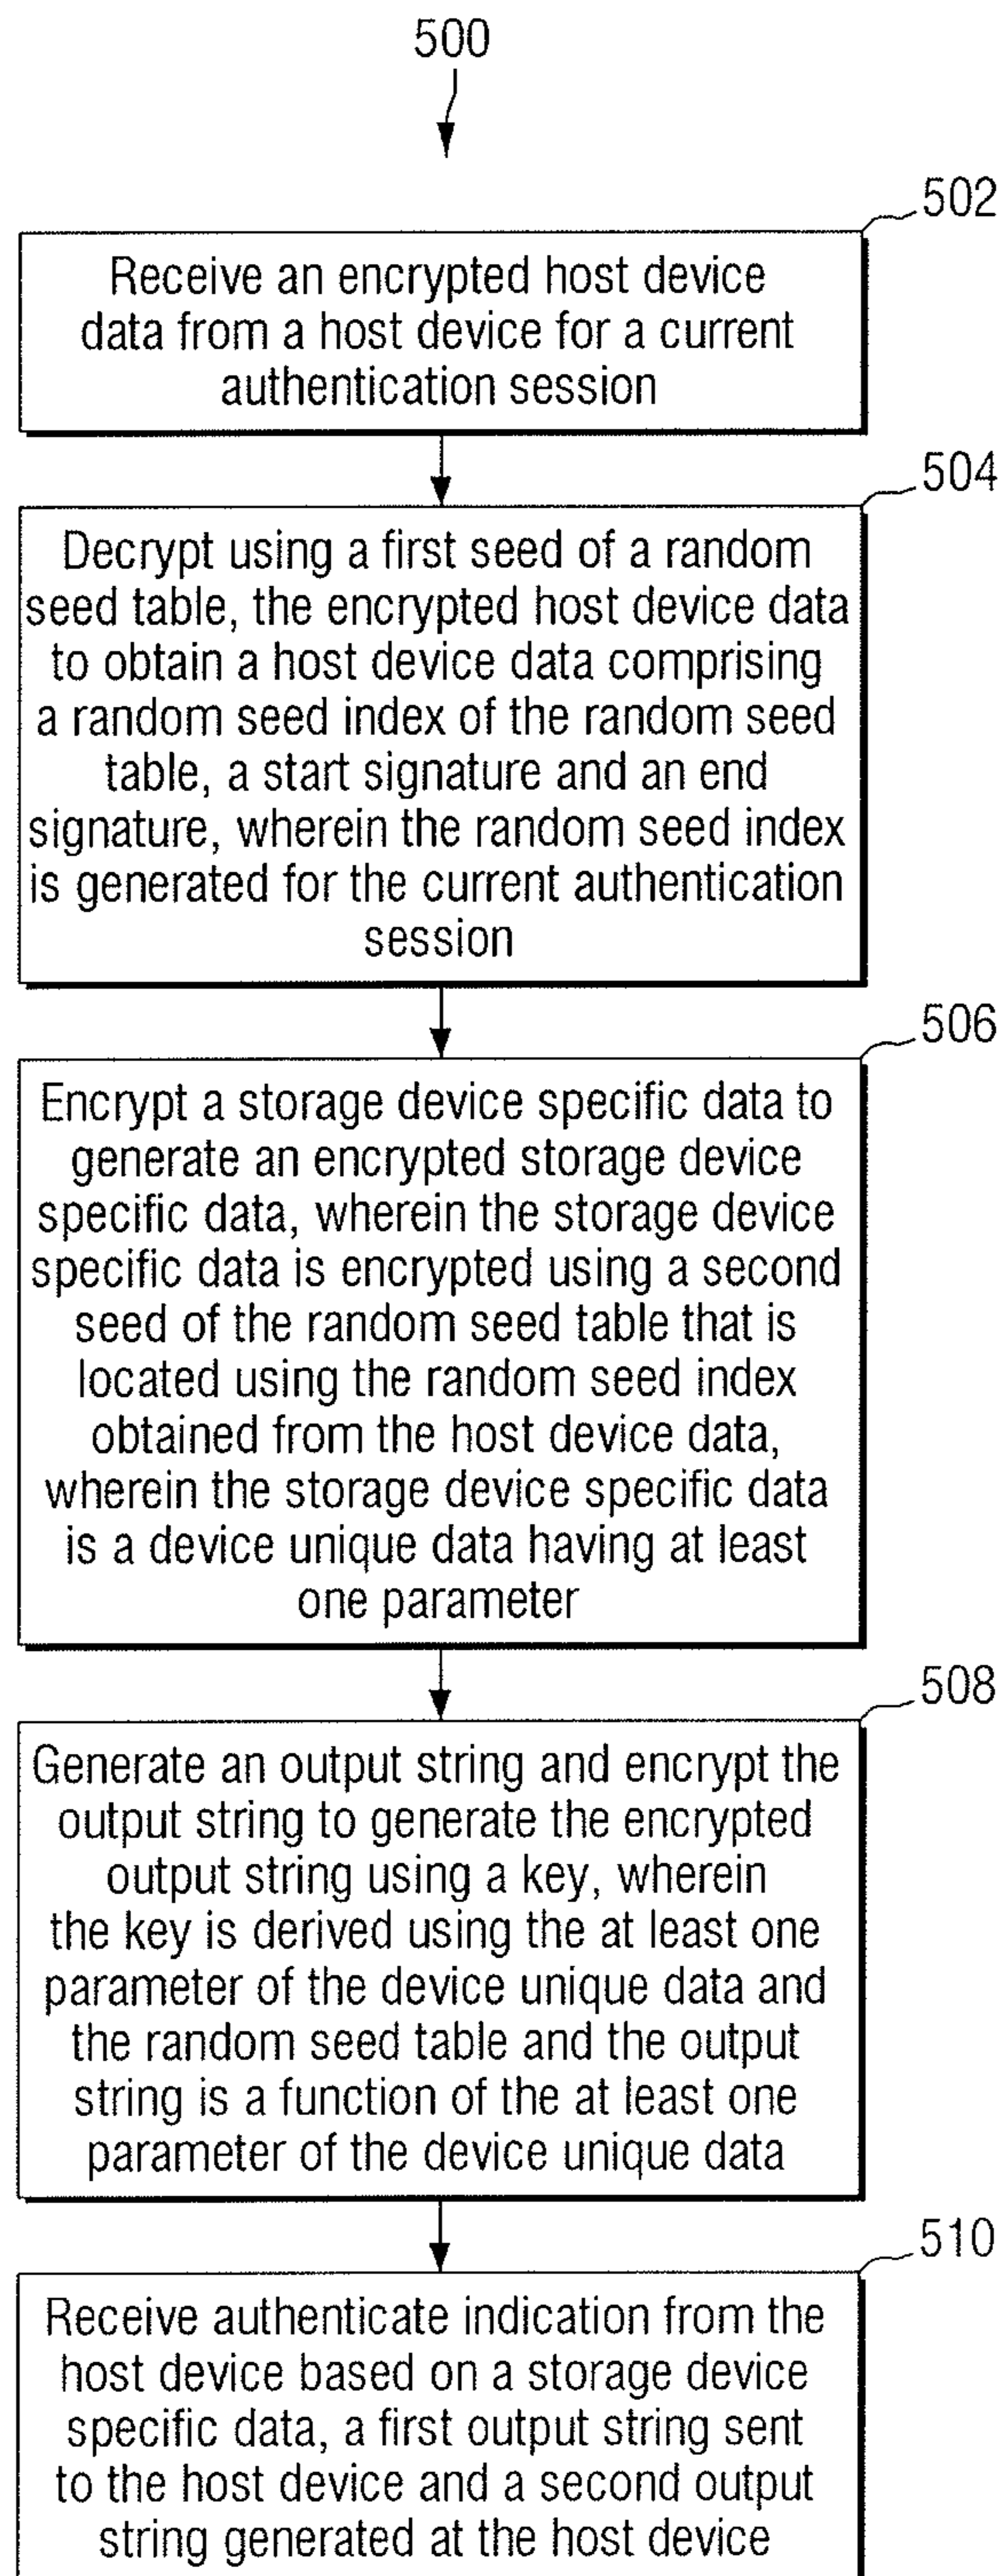 500
502
Receive an encrypted host device
data from a host device for a current
authentication session
504
Decrypt using a first seed of a random
seed table, the encrypted host device data
to obtain a host device data comprising
a random seed index of the random seed
table, a start signature and an end
signature, wherein the random seed index
is generated for the current authentication
session
506
Encrypt a storage device specific data to
generate an encrypted storage device
specific data, wherein the storage device
specific data is encrypted using a second
seed of the random seed table that is
located using the random seed index
obtained from the host device data,
wherein the storage device specific data
is a device unique data having at least
one parameter
508
Generate an output string and encrypt the
output string to generate the encrypted
output string using a key, wherein
the key is derived using the at least one
parameter of the device unique data and
the random seed table and the output
string is a function of the at least one
parameter of the device unique data
510
Receive authenticate indication from the
host device based on a storage device
specific data, a first output string sent
to the host device and a second output
string generated at the host device